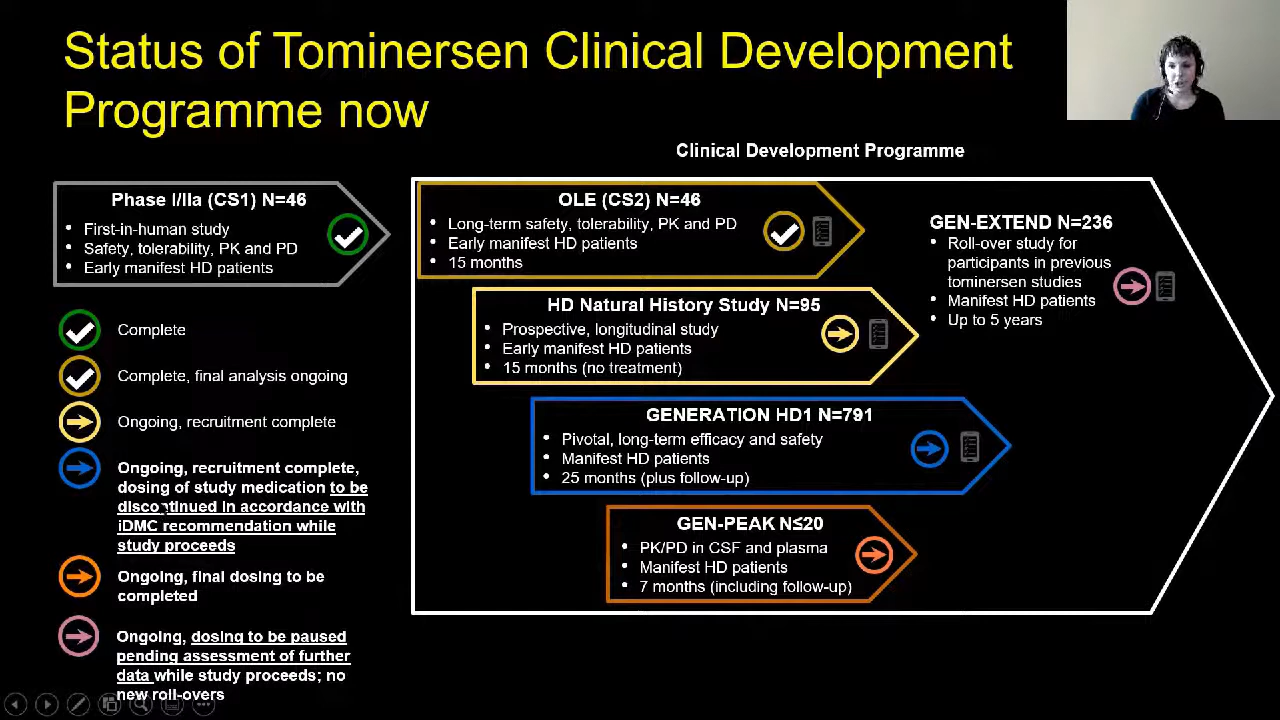 Status of Tominersen Clinical Development
Programme now
Clinical Development Programme
Phase I/IIa (CS1) N=46
• First-in-human study
• Safety, tolerability, PK and PD
• Early manifest HD patients
OLE (CS2) N=46
• Long-term safety, tolerability, PK and PD
• Early manifest HD patients
• 15 months
GEN-EXTEND N=236
• Roll-over study for
participants in previous
tominersen studies
• Manifest HD patients
• Up to 5 years
HD Natural History Study N=95
• Prospective, longitudinal study
• Early manifest HD patients
• 15 months (no treatment)
GENERATION HD1 N=791
• Pivotal, long-term efficacy and safety
• Manifest HD patients
• 25 months (plus follow-up)
GEN-PEAK N≤20
• PK/PD in CSF and plasma
• Manifest HD patients
• 7 months (including follow-up)
Complete
Complete, final analysis ongoing
Ongoing, recruitment complete
Ongoing, recruitment complete,
dosing of study medication to be
discontinued in accordance with
iDMC recommendation while
study proceeds
Ongoing, final dosing to be
completed
Ongoing, dosing to be paused
pending assessment of further
data while study proceeds; no
new roll-overs